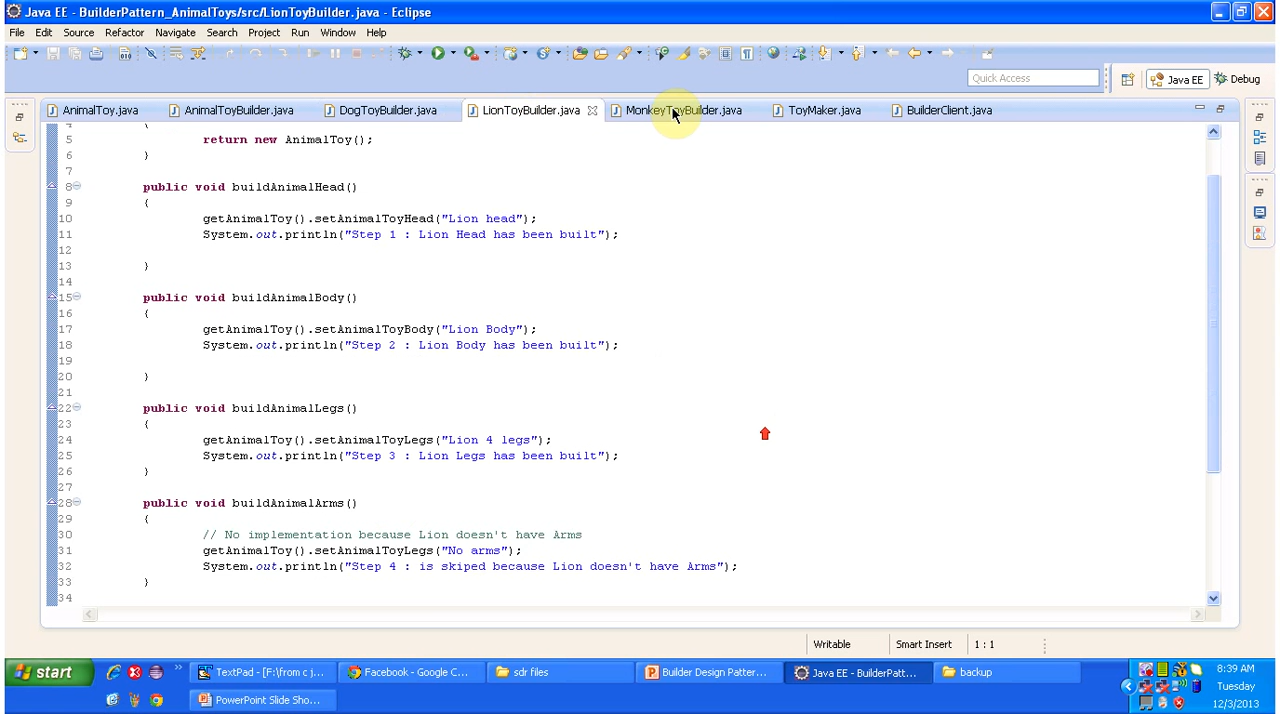 Java EE - BuilderPattern_AnimalToys/src/LionToyBuilder.java - Eclipse
File Edit Source Refactor Navigate Search Project Run Window Help
Quick Access Java EE Debug
AnimalToy.java AnimalToyBuilder.java DogToyBuilder.java LionToyBuilder.java MonkeyToyBuilder.java ToyMaker.java BuilderClient.java
4 {
5 return new AnimalToy();
6 }
7
8 public void buildAnimalHead()
9 {
10 getAnimalToy().setAnimalToyHead("Lion head");
11 System.out.println("Step 1 : Lion Head has been built");
12
13 }
14
15 public void buildAnimalBody()
16 {
17 getAnimalToy().setAnimalToyBody("Lion Body");
18 System.out.println("Step 2 : Lion Body has been built");
19
20 }
21
22 public void buildAnimalLegs()
23 {
24 getAnimalToy().setAnimalToyLegs("Lion 4 legs");
25 System.out.println("Step 3 : Lion Legs has been built");
26 }
27
28 public void buildAnimalArms()
29 {
30 // No implementation because Lion doesn't have Arms
31 getAnimalToy().setAnimalToyLegs("No arms");
32 System.out.println("Step 4 : is skiped because Lion doesn't have Arms");
33 }
34
Writable Smart Insert 1 : 1
start TextPad - [F:\from c j... Facebook - Google C... sdr files Builder Design Patter... Java EE - BuilderPatt... backup 8:39 AM
Tuesday
PowerPoint Slide Sho... 12/3/2013